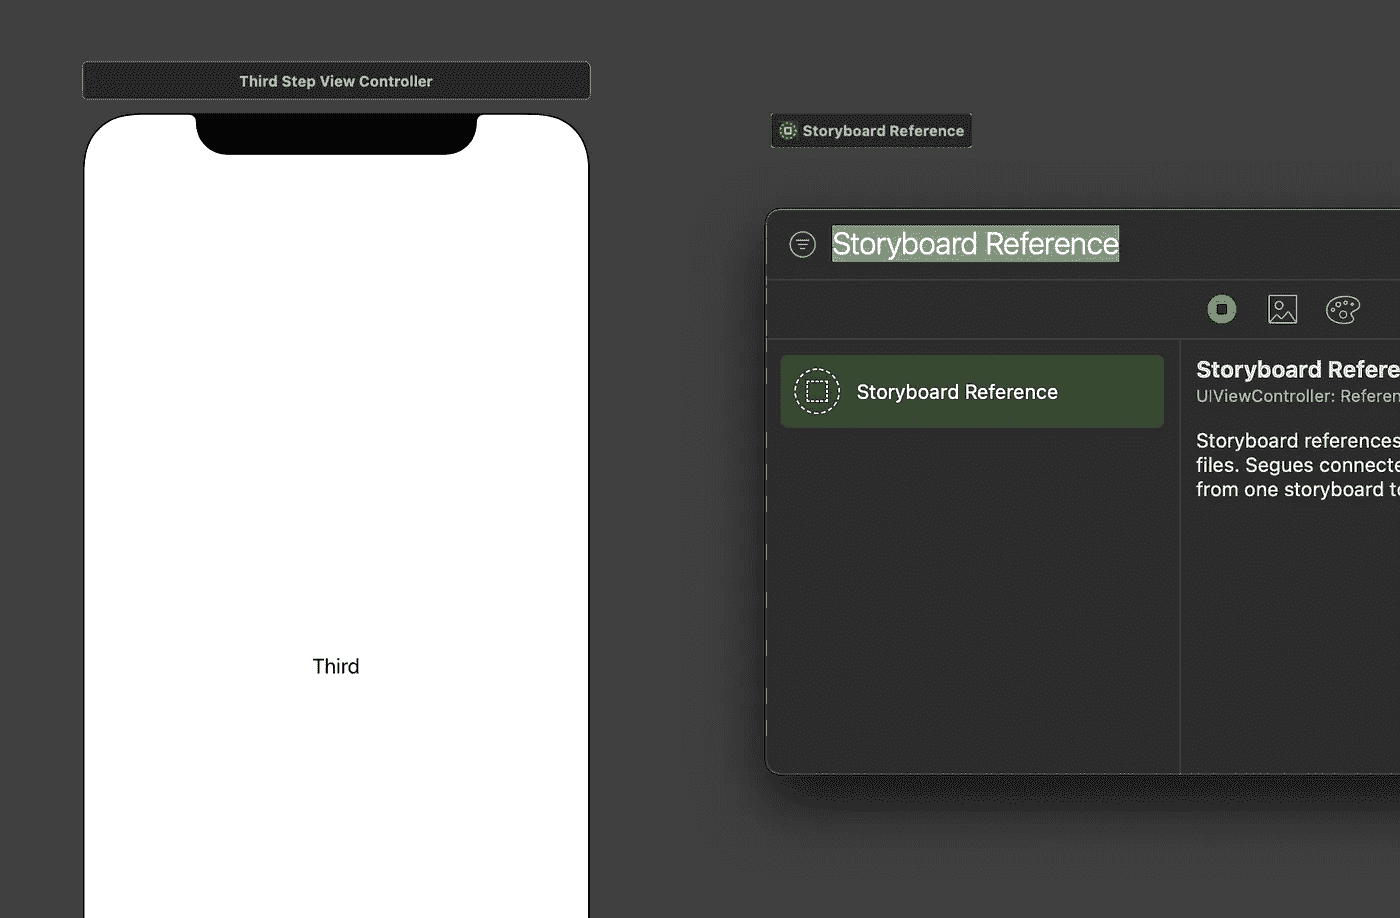 Third Step View Controller
Third
Storyboard Reference
Storyboard Reference
Storyboard Reference
Storyboard Refere
UIViewController: Referen
Storyboard references
files. Segues connecte
from one storyboard to